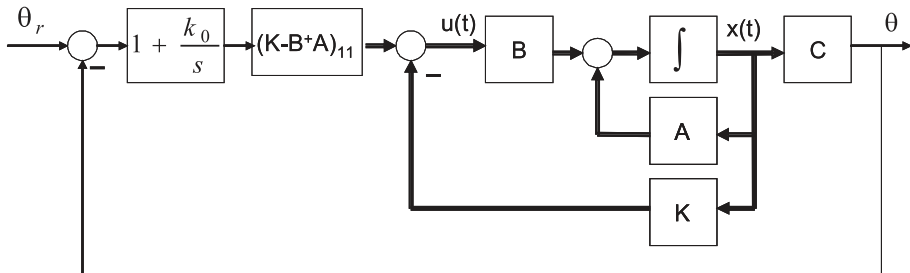 θr
1 + k0/s
(K-B+A)11
u(t)
B
∫
x(t)
C
θ
A
K
−
−